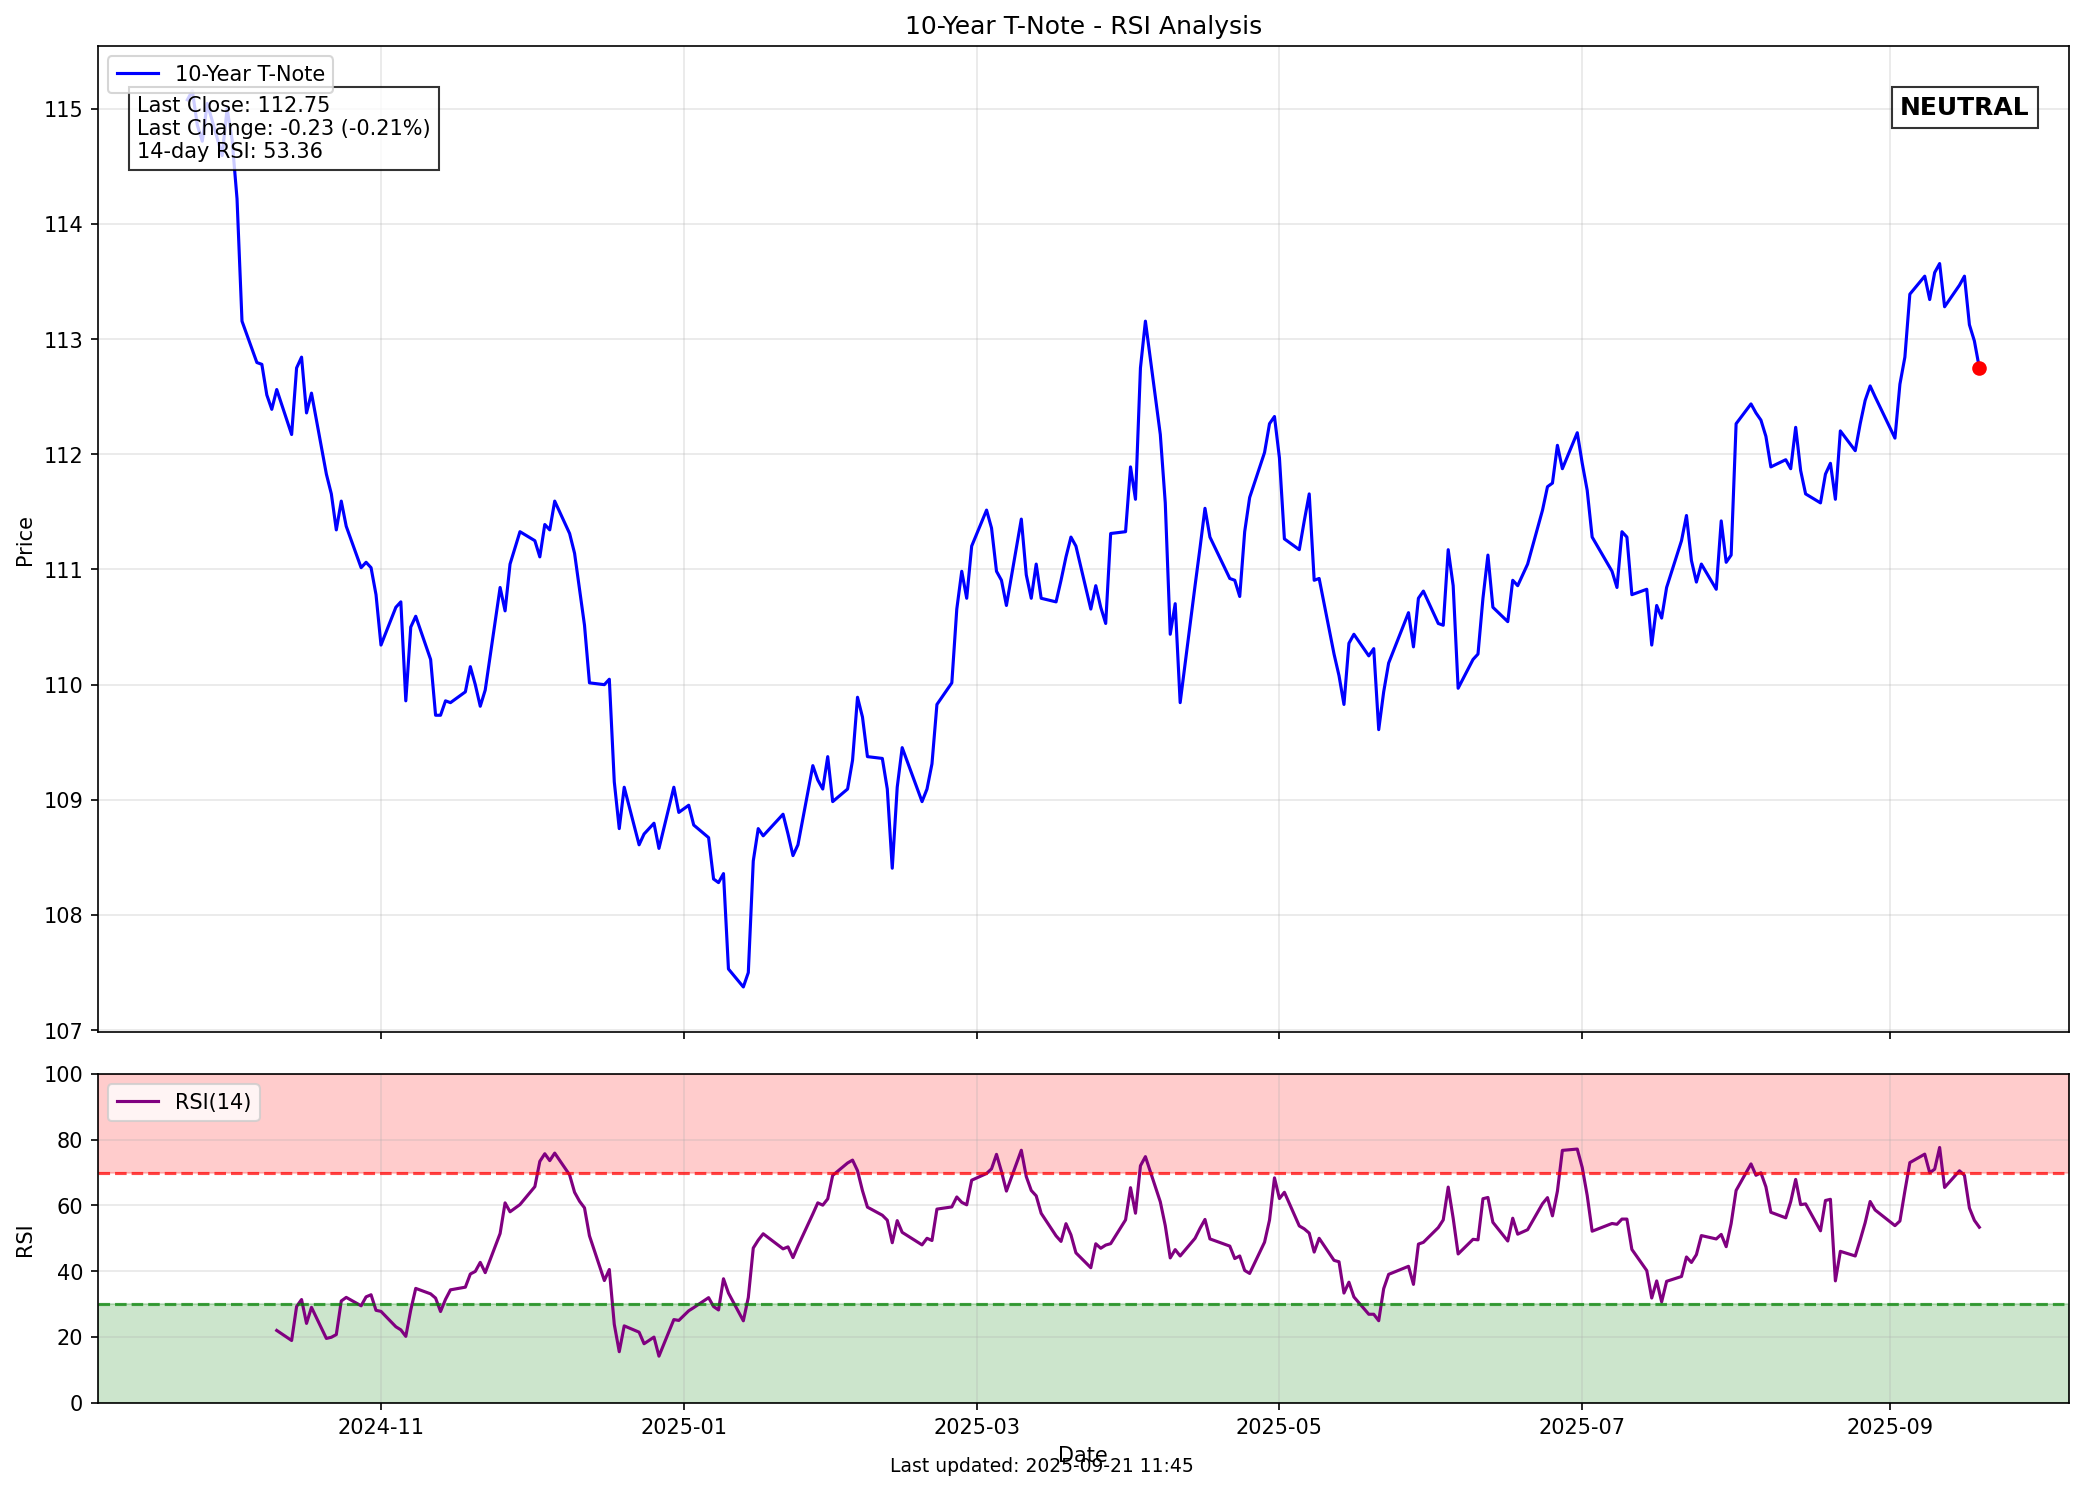 10-Year T-Note - RSI Analysis
10-Year T-Note
Last Close: 112.75
Last Change: -0.23 (-0.21%)
14-day RSI: 53.36
NEUTRAL
115
114
113
112
111
110
109
108
107
Price
100
80
60
40
20
0
RSI
RSI(14)
2024-11
2025-01
2025-03
2025-05
2025-07
2025-09
Date
Last updated: 2025-09-21 11:45